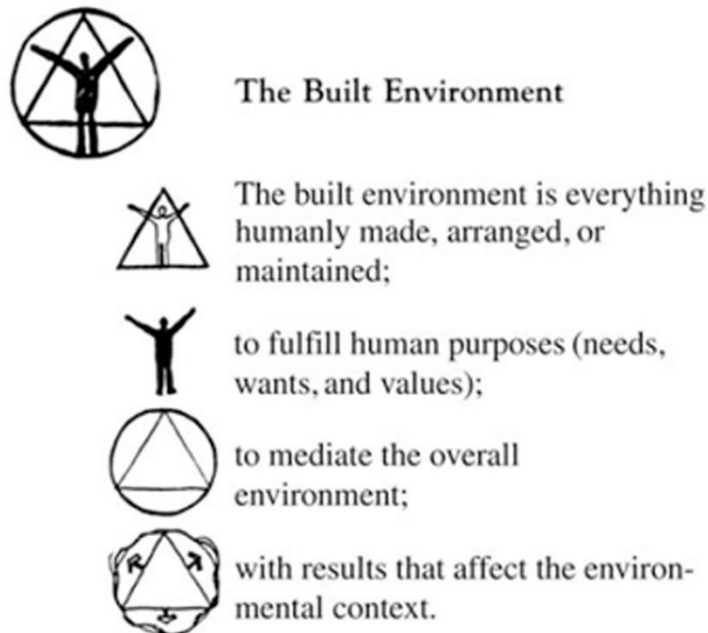 The Built Environment
The built environment is everything
humanly made, arranged, or
maintained;
to fulfill human purposes (needs,
wants, and values);
to mediate the overall
environment;
with results that affect the environ-
mental context.